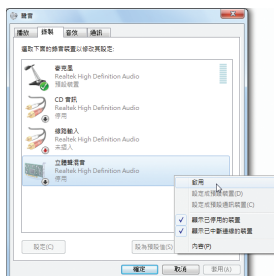 聲音
播放 錄製 音效 通訊
選取下面的錄音裝置以修改其設定:
麥克風
Realtek High Definition Audio
預設裝置
CD 音訊
Realtek High Definition Audio
停用
線路輸入
Realtek High Definition Audio
未插入
立體聲混音
Realtek High Definition Audio
停用
啟用
設定成預設裝置(D)
設定成預設通訊裝置(C)
顯示已停用的裝置
顯示已中斷連線的裝置
內容(P)
設定(C) 設為預設值(S)
確定 取消 套用(A)